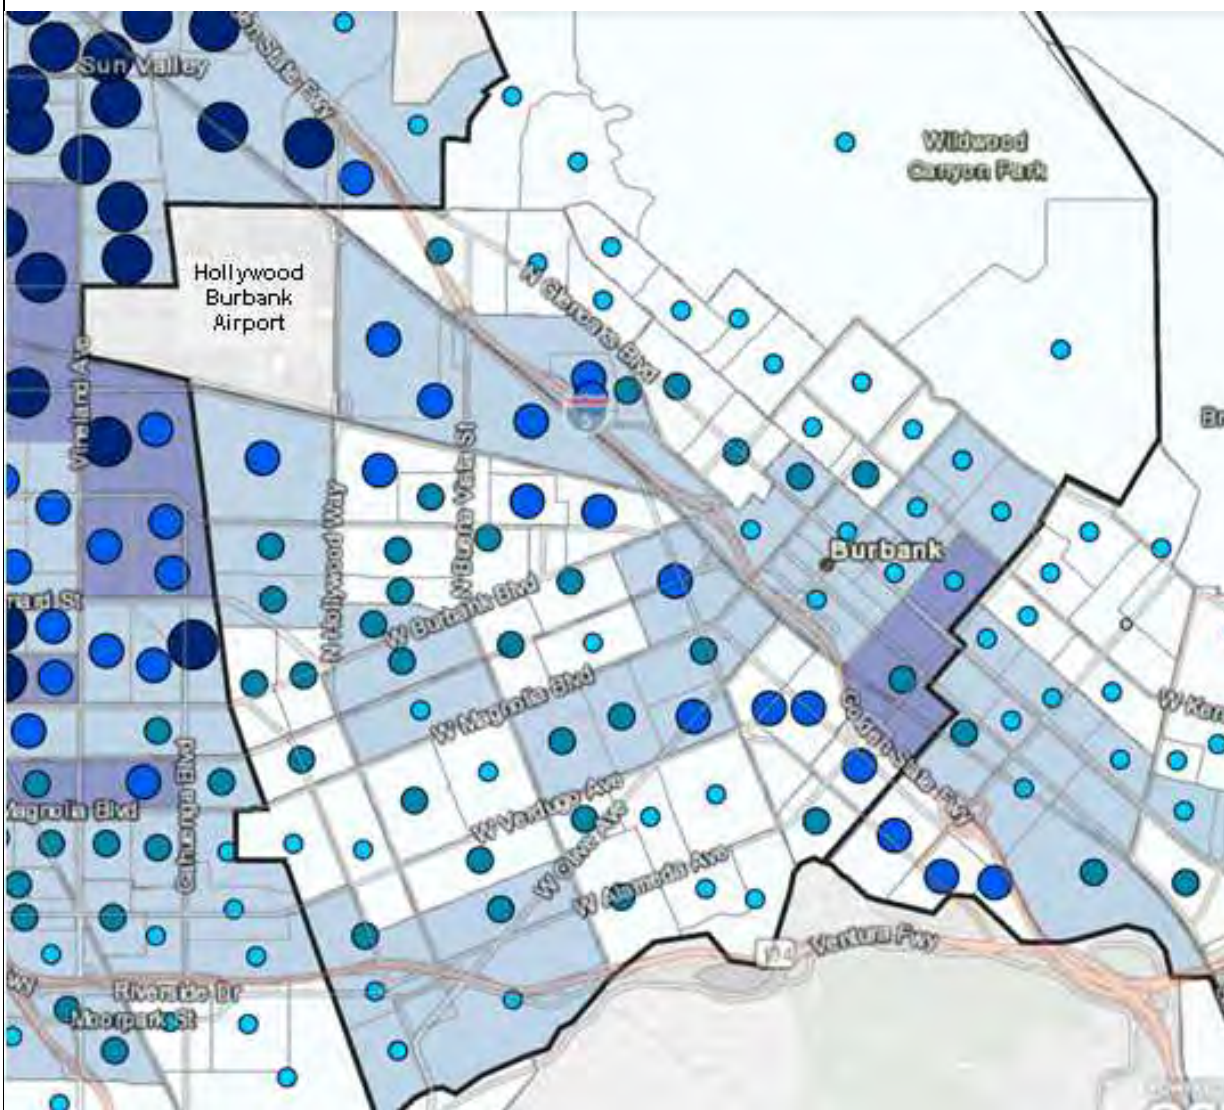 Sun Valley
Wildwood
Canyon Park
Hollywood
Burbank
Airport
N Glenoaks Blvd
Vineland Ave
N Hollywood Way
N Buena Vista St
Burbank
W Burbank Blvd
W Magnolia Blvd
Golden State Fwy
Magnolia Blvd
Cahuenga Blvd
W Verdugo Ave
W Olive Ave
W Alameda Ave
Ventura Fwy
Riverside Dr
Moorpark St